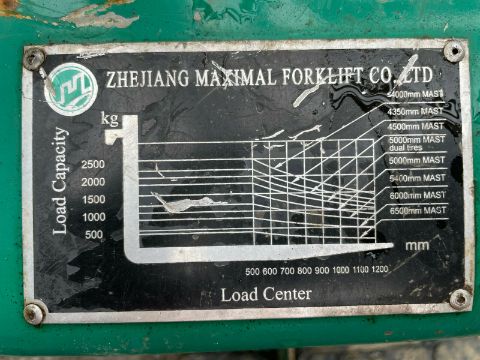 ZHEJIANG MAXIMAL FORKLIFT CO., LTD
kg
Load Capacity
2500
2000
1500
1000
500
≤4000mm MAST
4350mm MAST
4500mm MAST
5000mm MAST
dual tires
5000mm MAST
5400mm MAST
6000mm MAST
6500mm MAST
mm
500 600 700 800 900 1000 1100 1200
Load Center